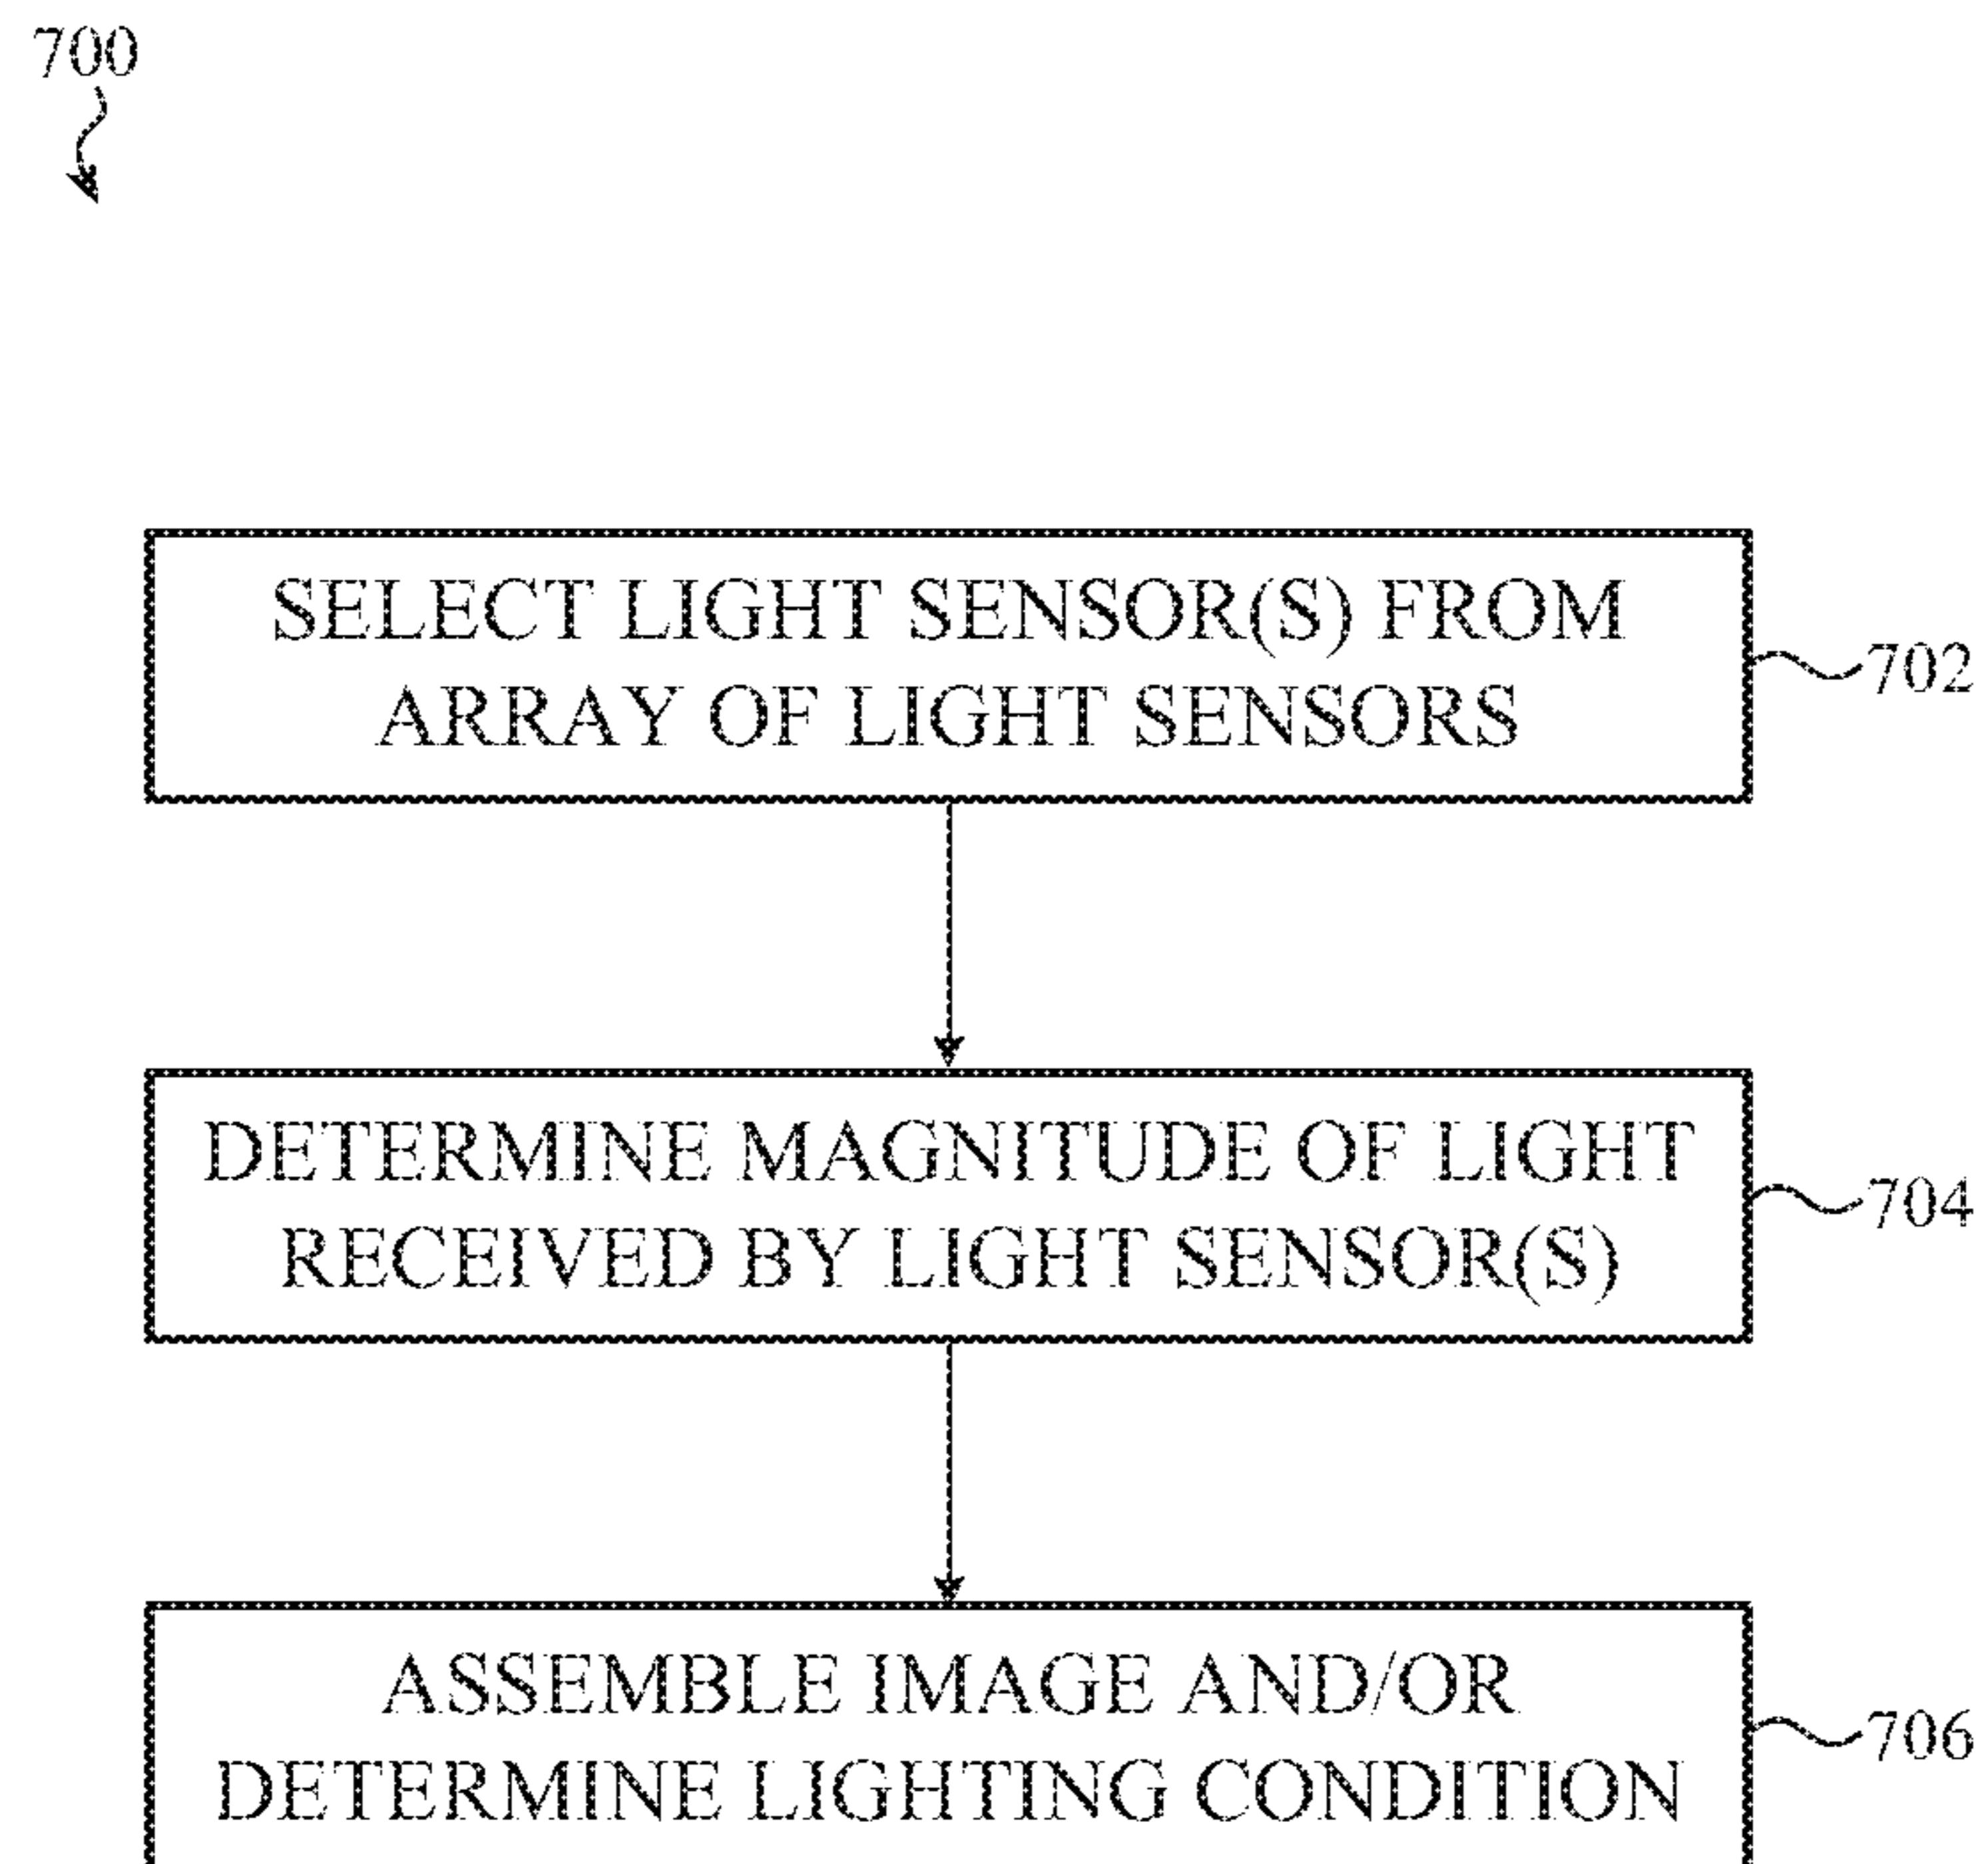 700
SELECT LIGHT SENSOR(S) FROM
ARRAY OF LIGHT SENSORS
702
DETERMINE MAGNITUDE OF LIGHT
RECEIVED BY LIGHT SENSOR(S)
704
ASSEMBLE IMAGE AND/OR
DETERMINE LIGHTING CONDITION
706